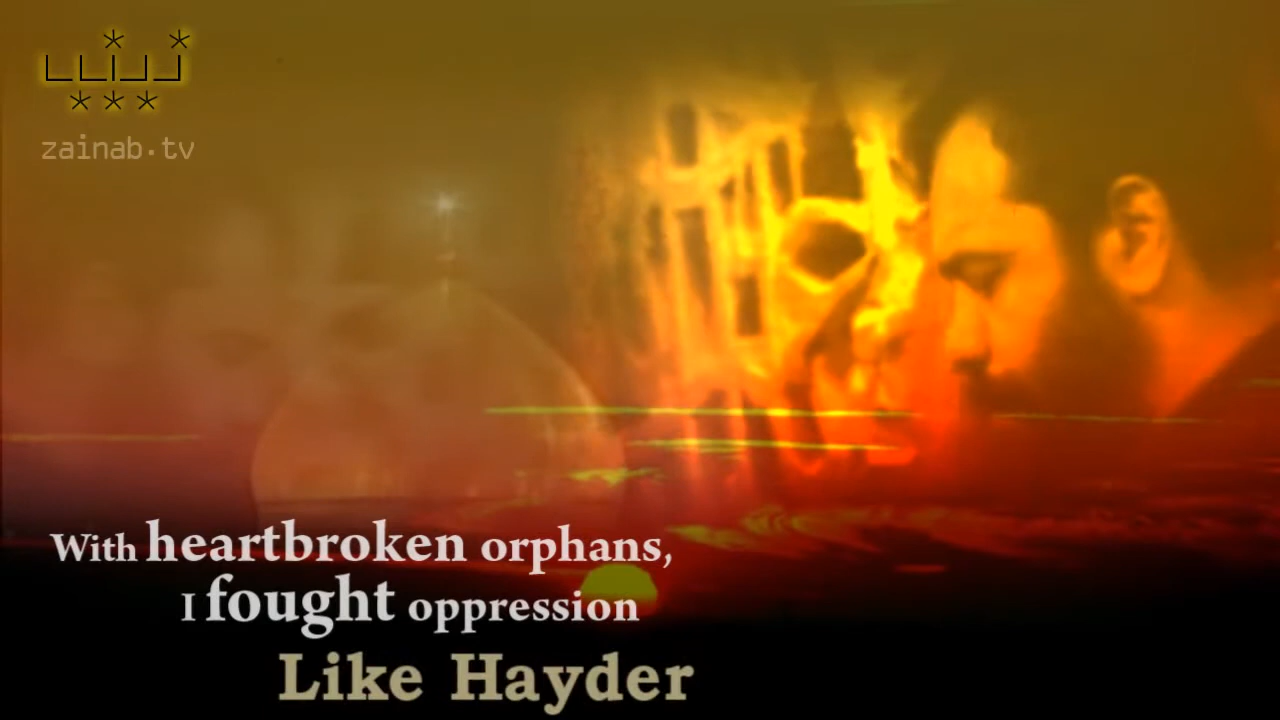 zainab.tv
With heartbroken orphans,
I fought oppression
Like Hayder